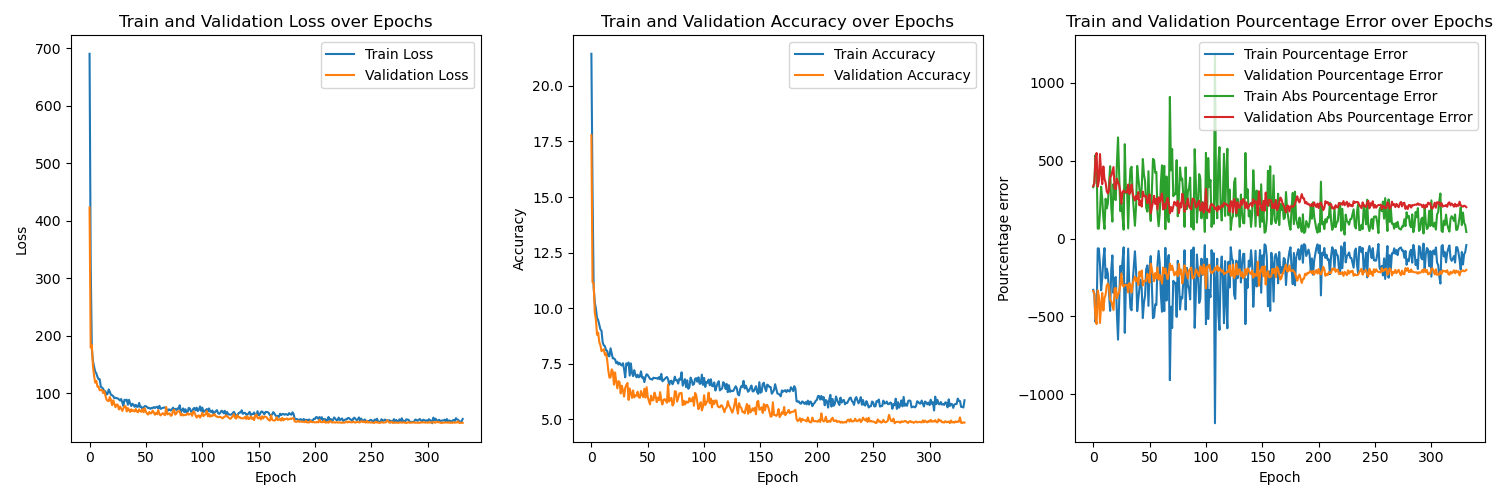 Train and Validation Loss over Epochs
Train Loss
Validation Loss
700
600
500
400
300
200
100
Loss
0
50
100
150
200
250
300
Epoch
Train and Validation Accuracy over Epochs
Train Accuracy
Validation Accuracy
20.0
17.5
15.0
12.5
10.0
7.5
5.0
Accuracy
0
50
100
150
200
250
300
Epoch
Train and Validation Pourcentage Error over Epochs
Train Pourcentage Error
Validation Pourcentage Error
Train Abs Pourcentage Error
Validation Abs Pourcentage Error
1000
500
0
−500
−1000
Pourcentage error
0
50
100
150
200
250
300
Epoch